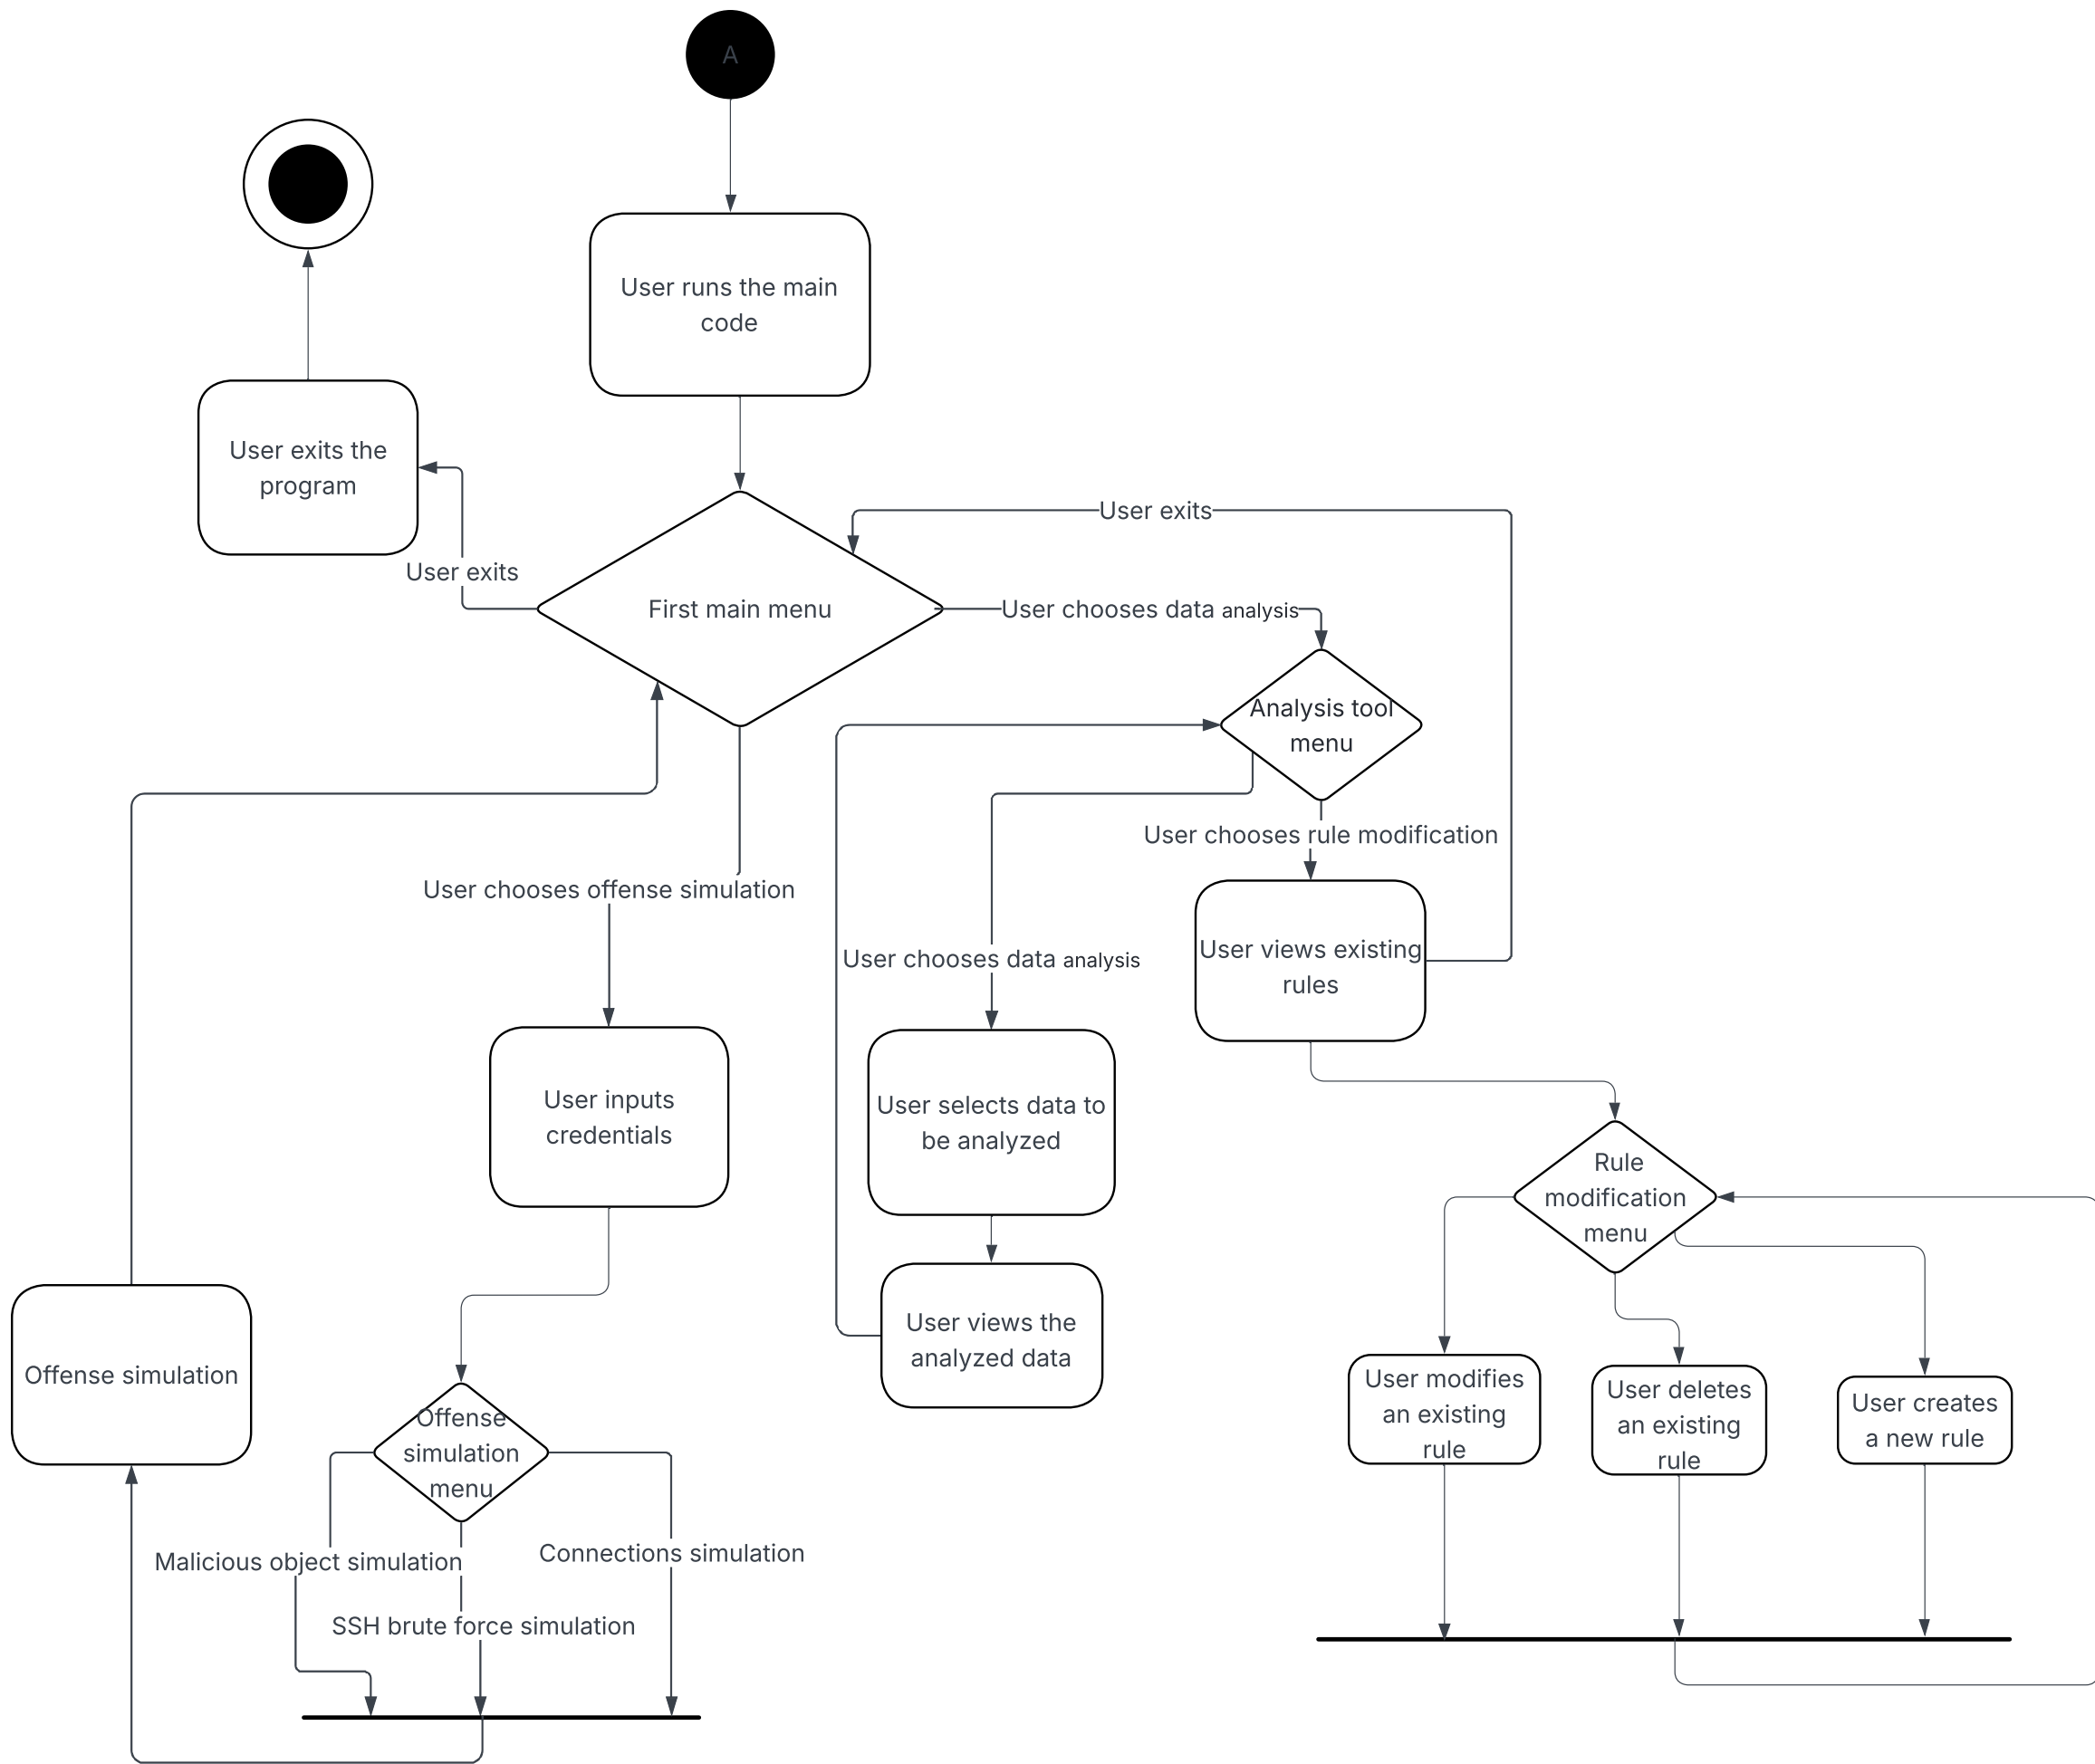 A
User runs the main
code
User exits the
program
User exits
User exits
First main menu
User chooses data analysis
Analysis tool
menu
User chooses rule modification
User chooses offense simulation
User views existing
rules
User chooses data analysis
User inputs
credentials
User selects data to
be analyzed
Rule
modification
menu
User views the
analyzed data
Offense simulation
Offense
simulation
menu
User modifies
an existing
rule
User deletes
an existing
rule
User creates
a new rule
Malicious object simulation
Connections simulation
SSH brute force simulation